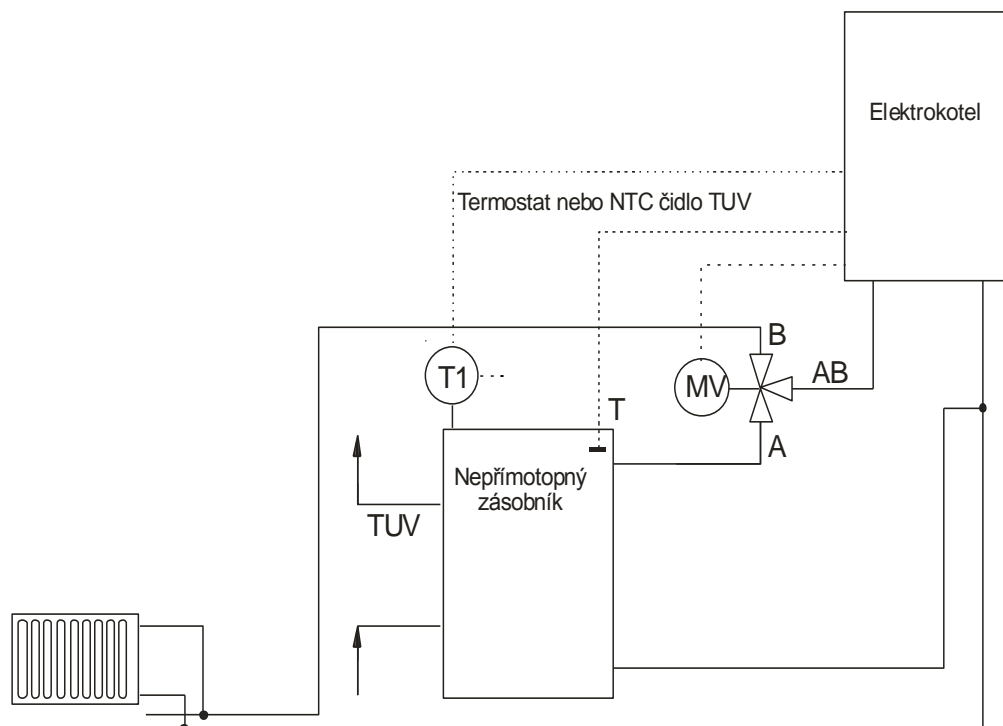 Elektrokotel
Termostat nebo NTC čidlo TUV
B
T1
MV
AB
T
A
Nepřímotopný
zásobník
TUV